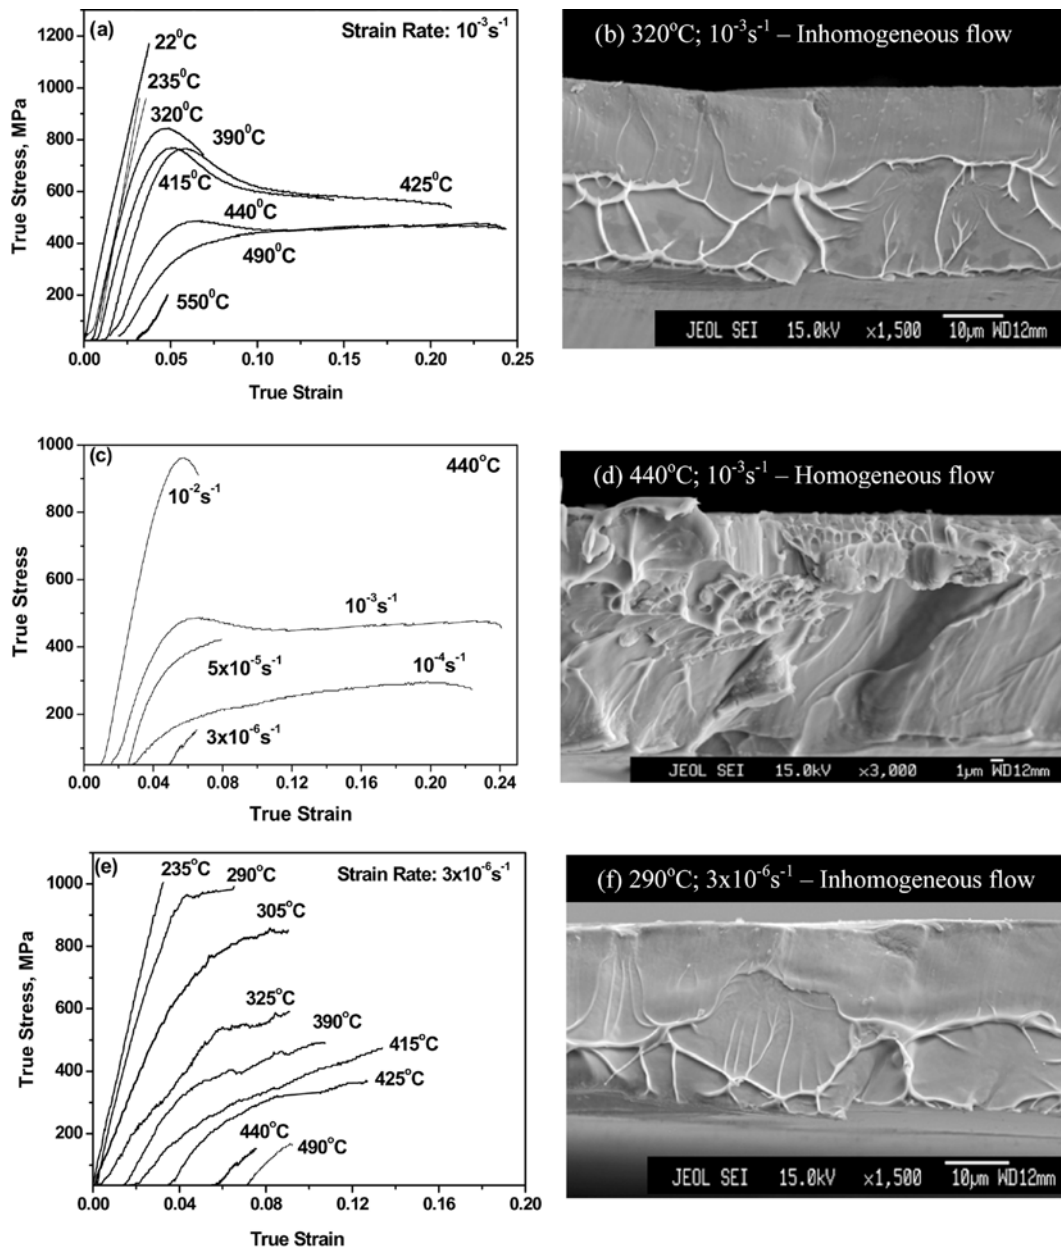 (a)
Strain Rate: 10⁻³s⁻¹
1200
1000
800
600
400
200
22⁰C
235⁰C
320⁰C
390⁰C
415⁰C
425⁰C
440⁰C
490⁰C
550⁰C
0.00 0.05 0.10 0.15 0.20 0.25
True Stress, MPa
True Strain
(b) 320°C; 10⁻³s⁻¹ – Inhomogeneous flow
JEOL SEI 15.0kV ×1,500 10µm WD12mm
(c)
440°C
1000
800
600
400
200
10⁻²s⁻¹
10⁻³s⁻¹
5x10⁻⁵s⁻¹
10⁻⁴s⁻¹
3x10⁻⁶s⁻¹
0.00 0.04 0.08 0.12 0.16 0.20 0.24
True Stress
True Strain
(d) 440°C; 10⁻³s⁻¹ – Homogeneous flow
JEOL SEI 15.0kV ×3,000 1µm WD12mm
(e)
Strain Rate: 3x10⁻⁶s⁻¹
1000
800
600
400
200
235°C
290°C
305°C
325°C
390°C
415°C
425°C
440°C
490°C
0.00 0.04 0.08 0.12 0.16 0.20
True Stress, MPa
True Strain
(f) 290°C; 3x10⁻⁶s⁻¹ – Inhomogeneous flow
JEOL SEI 15.0kV ×1,500 10µm WD12mm